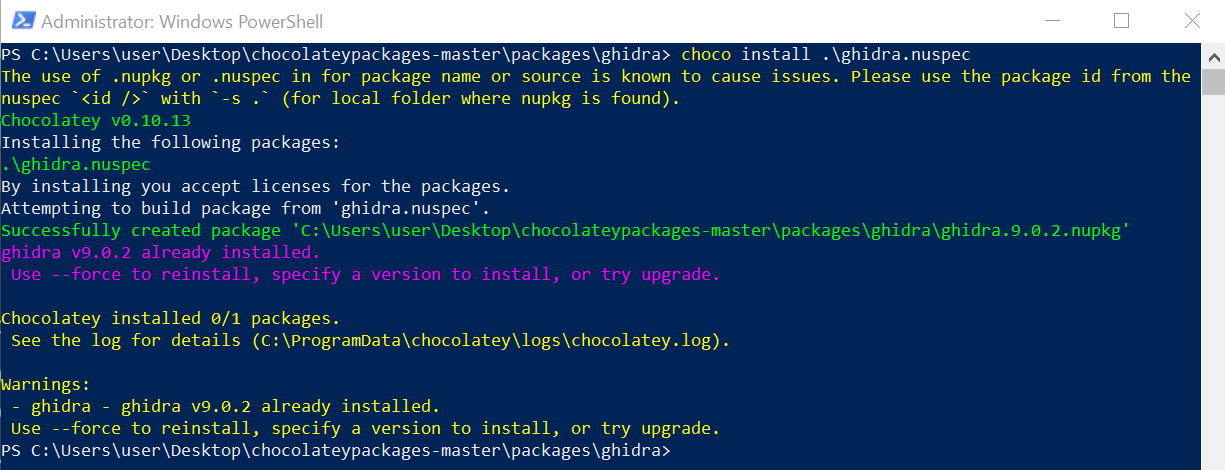 Administrator: Windows PowerShell
PS C:\Users\user\Desktop\chocolateypackages-master\packages\ghidra> choco install .\ghidra.nuspec
The use of .nupkg or .nuspec in for package name or source is known to cause issues. Please use the package id from the
nuspec `<id />` with `-s .` (for local folder where nupkg is found).
Chocolatey v0.10.13
Installing the following packages:
.\ghidra.nuspec
By installing you accept licenses for the packages.
Attempting to build package from 'ghidra.nuspec'.
Successfully created package 'C:\Users\user\Desktop\chocolateypackages-master\packages\ghidra\ghidra.9.0.2.nupkg'
ghidra v9.0.2 already installed.
 Use --force to reinstall, specify a version to install, or try upgrade.
Chocolatey installed 0/1 packages.
 See the log for details (C:\ProgramData\chocolatey\logs\chocolatey.log).
Warnings:
 - ghidra - ghidra v9.0.2 already installed.
 Use --force to reinstall, specify a version to install, or try upgrade.
PS C:\Users\user\Desktop\chocolateypackages-master\packages\ghidra>